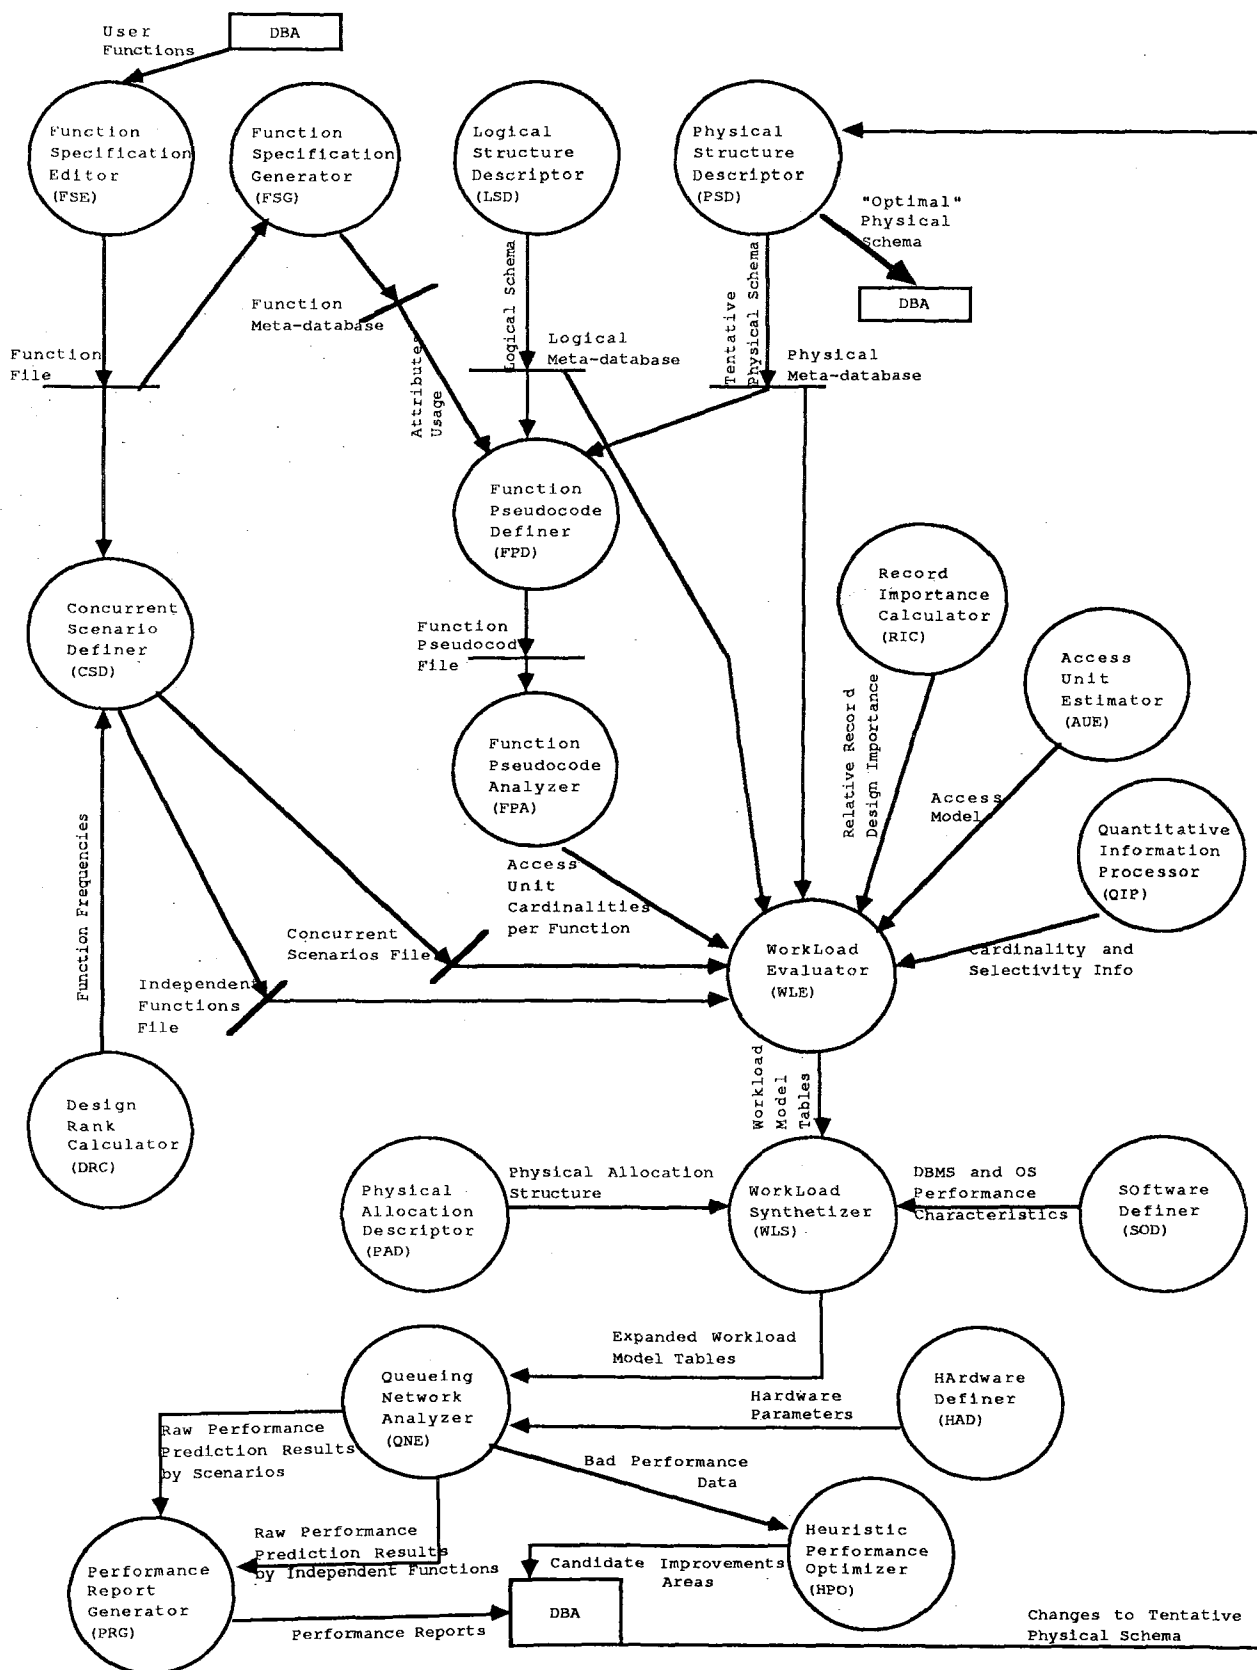 User
Functions
DBA
Function
Specification
Editor
(FSE)
Function
Specification
Generator
(FSG)
Logical
Structure
Descriptor
(LSD)
Physical
Structure
Descriptor
(PSD)
"Optimal"
Physical
Schema
DBA
Function
File
Function
Meta-database
Attributes
Usage
Logical Schema
Logical
Meta-database
Tentative
Physical Schema
Physical
Meta-database
Function
Pseudocode
Definer
(FPD)
Concurrent
Scenario
Definer
(CSD)
Function
Pseudocod
File
Record
Importance
Calculator
(RIC)
Access
Unit
Estimator
(AUE)
Function
Pseudocode
Analyzer
(FPA)
Relative Record
Design Importance
Access
Model
Quantitative
Information
Processor
(QIP)
Function Frequencies
Access
Unit
Cardinalities
per Function
Concurrent
Scenarios File
Independent
Functions
File
WorkLoad
Evaluator
(WLE)
Cardinality and
Selectivity Info
Workload
Model
Tables
Design
Rank
Calculator
(DRC)
Physical
Allocation
Descriptor
(PAD)
Physical Allocation
Structure
WorkLoad
Synthetizer
(WLS)
DBMS and OS
Performance
Characteristics
SOftware
Definer
(SOD)
Expanded Workload
Model Tables
Queueing
Network
Analyzer
(QNE)
Hardware
Parameters
HArdware
Definer
(HAD)
Raw Performance
Prediction Results
by Scenarios
Bad Performance
Data
Raw Performance
Prediction Results
by Independent Functions
Heuristic
Performance
Optimizer
(HPO)
Candidate Improvements
Areas
Performance
Report
Generator
(PRG)
Performance Reports
DBA
Changes to Tentative
Physical Schema